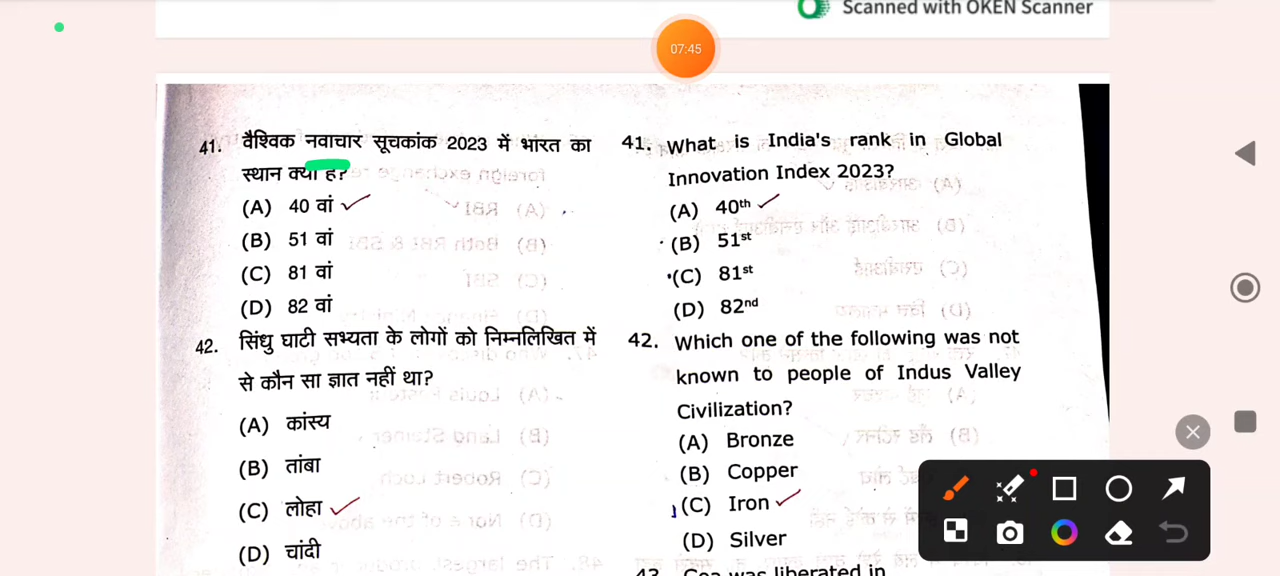 Scanned with OKEN Scanner
07:45
41. वैश्विक नवाचार सूचकांक 2023 में भारत का
स्थान क्या है?
(A) 40 वां
(B) 51 वां
(C) 81 वां
(D) 82 वां
42. सिंधु घाटी सभ्यता के लोगों को निम्नलिखित में
से कौन सा ज्ञात नहीं था?
(A) कांस्य
(B) तांबा
(C) लोहा
(D) चांदी
41. What is India's rank in Global
Innovation Index 2023?
(A) 40th
(B) 51st
(C) 81st
(D) 82nd
42. Which one of the following was not
known to people of Indus Valley
Civilization?
(A) Bronze
(B) Copper
(C) Iron
(D) Silver
43. Goa was liberated in